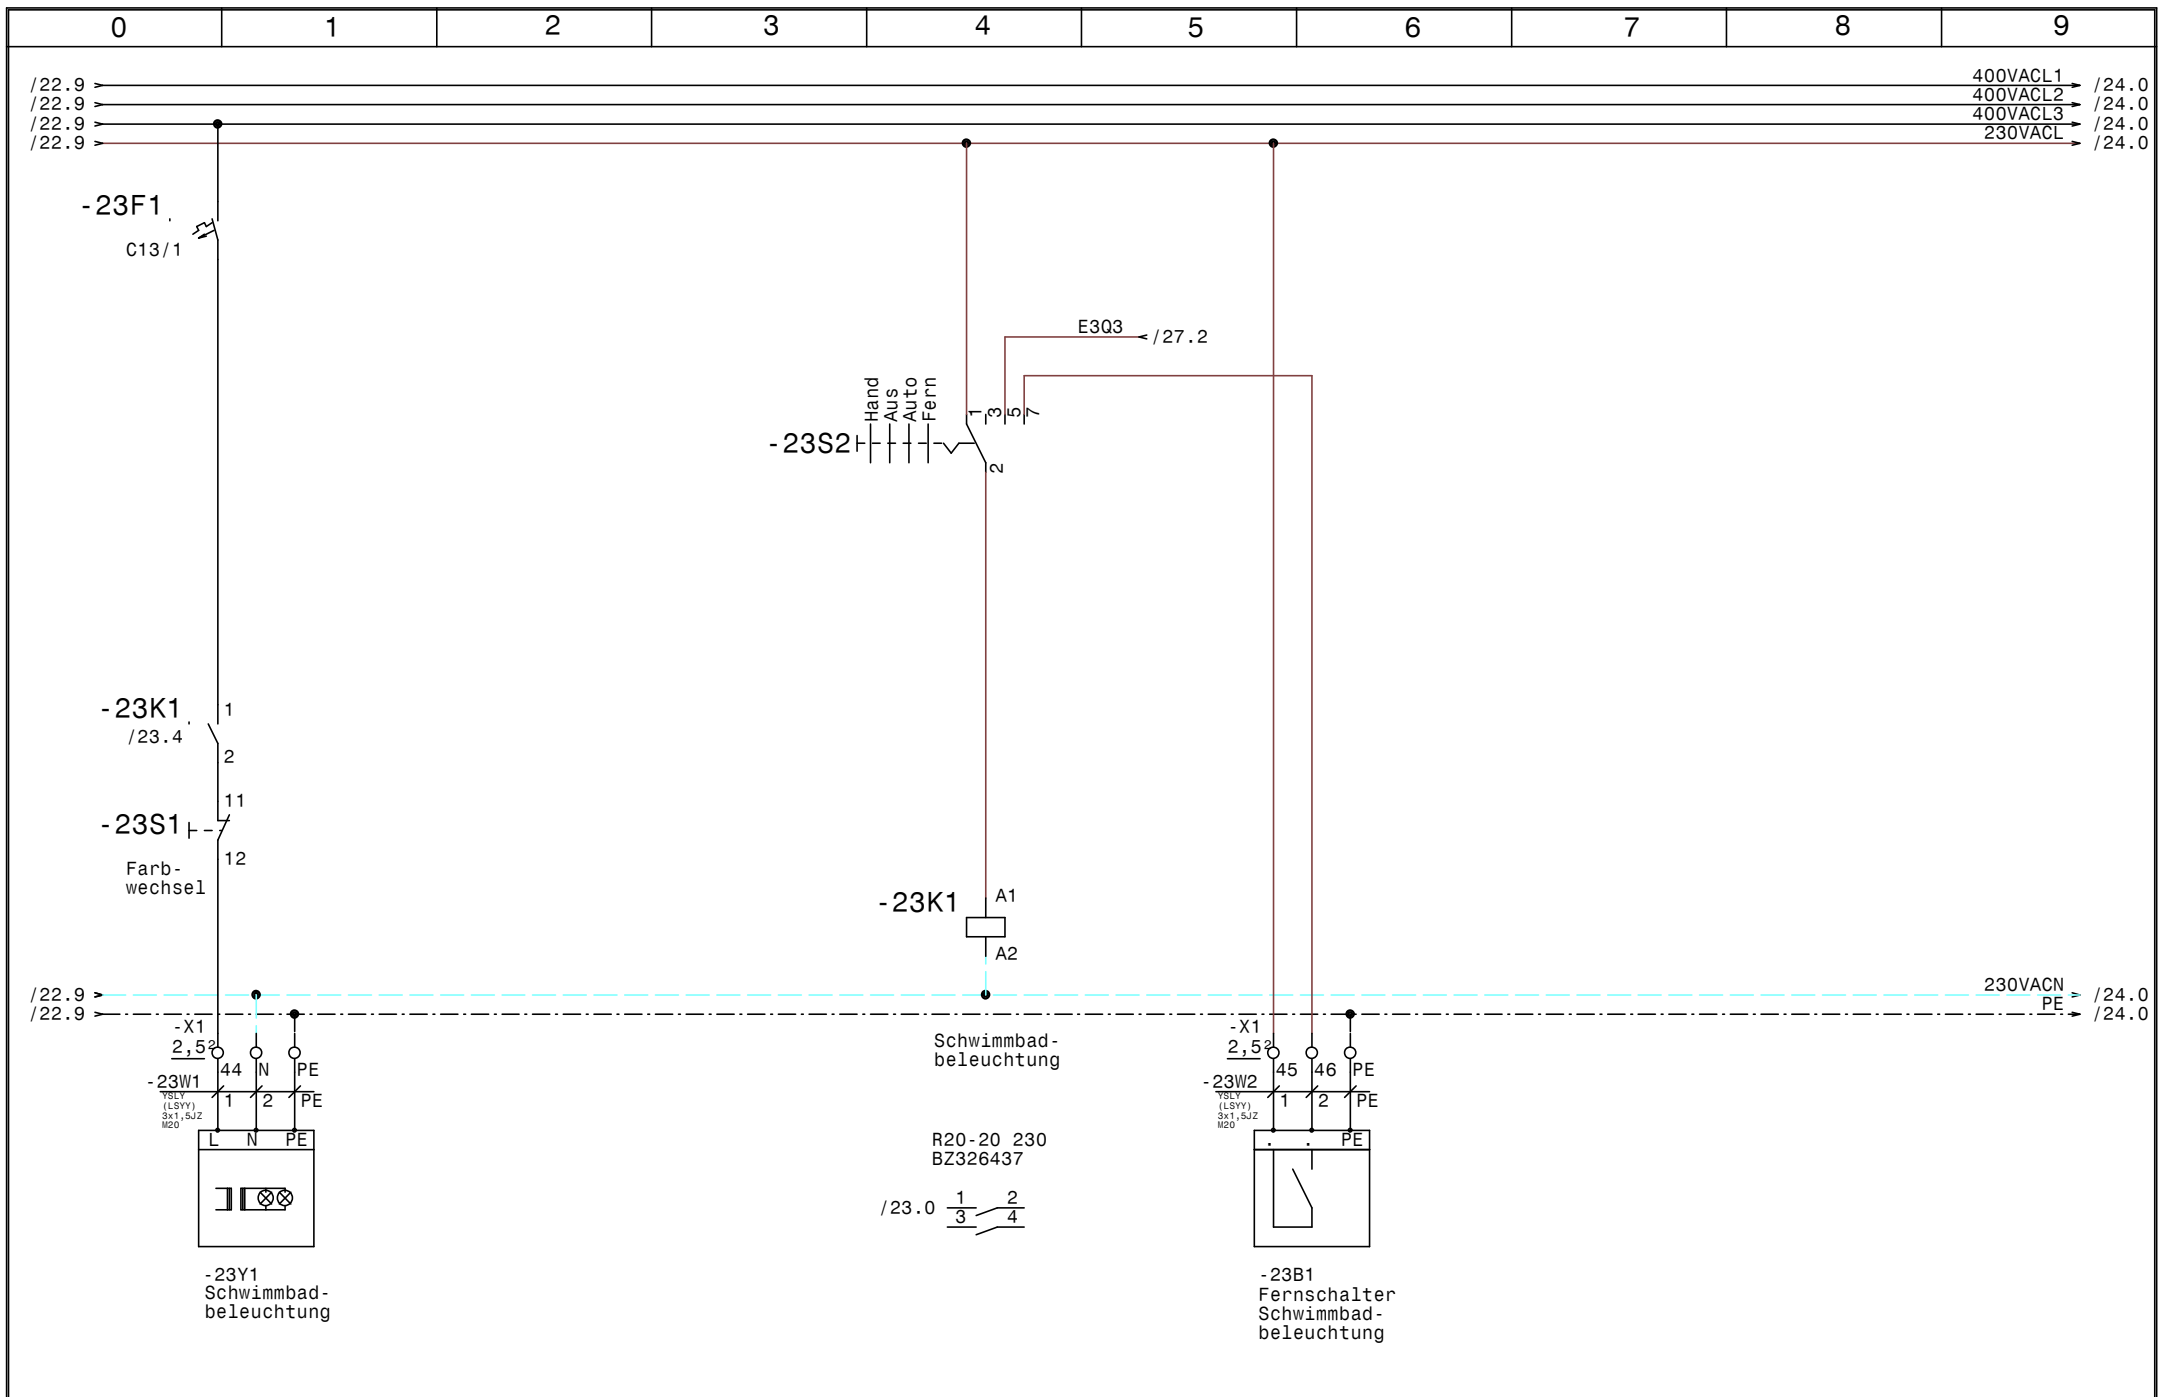 0 1 2 3 4 5 6 7 8 9
/22.9 400VACL1 /24.0
/22.9 400VACL2 /24.0
/22.9 400VACL3 /24.0
/22.9 230VACL /24.0
-23F1
C13/1
E3Q3 /27.2
Hand
Aus
Auto
Fern
1
3
5
7
-23S2
2
-23K1 1
/23.4
2
11
-23S1
12
Farb-
wechsel
-23K1 A1
A2
/22.9 230VACN /24.0
/22.9 PE /24.0
-X1
2,5²
44 N PE
-23W1
YSLY
(LSYY)
3x1,5JZ
M20
1 2 PE
L N PE
-23Y1
Schwimmbad-
beleuchtung
Schwimmbad-
beleuchtung
R20-20 230
BZ326437
/23.0 1 2
3 4
-X1
2,5²
45 46 PE
-23W2
YSLY
(LSYY)
3x1,5JZ
M20
1 2 PE
. . PE
-23B1
Fernschalter
Schwimmbad-
beleuchtung